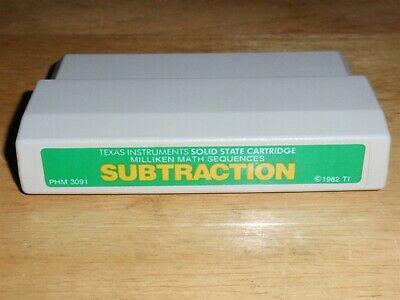 TEXAS INSTRUMENTS SOLID STATE CARTRIDGE
MILLIKEN MATH SEQUENCES
SUBTRACTION
PHM 3091
©1982 TI